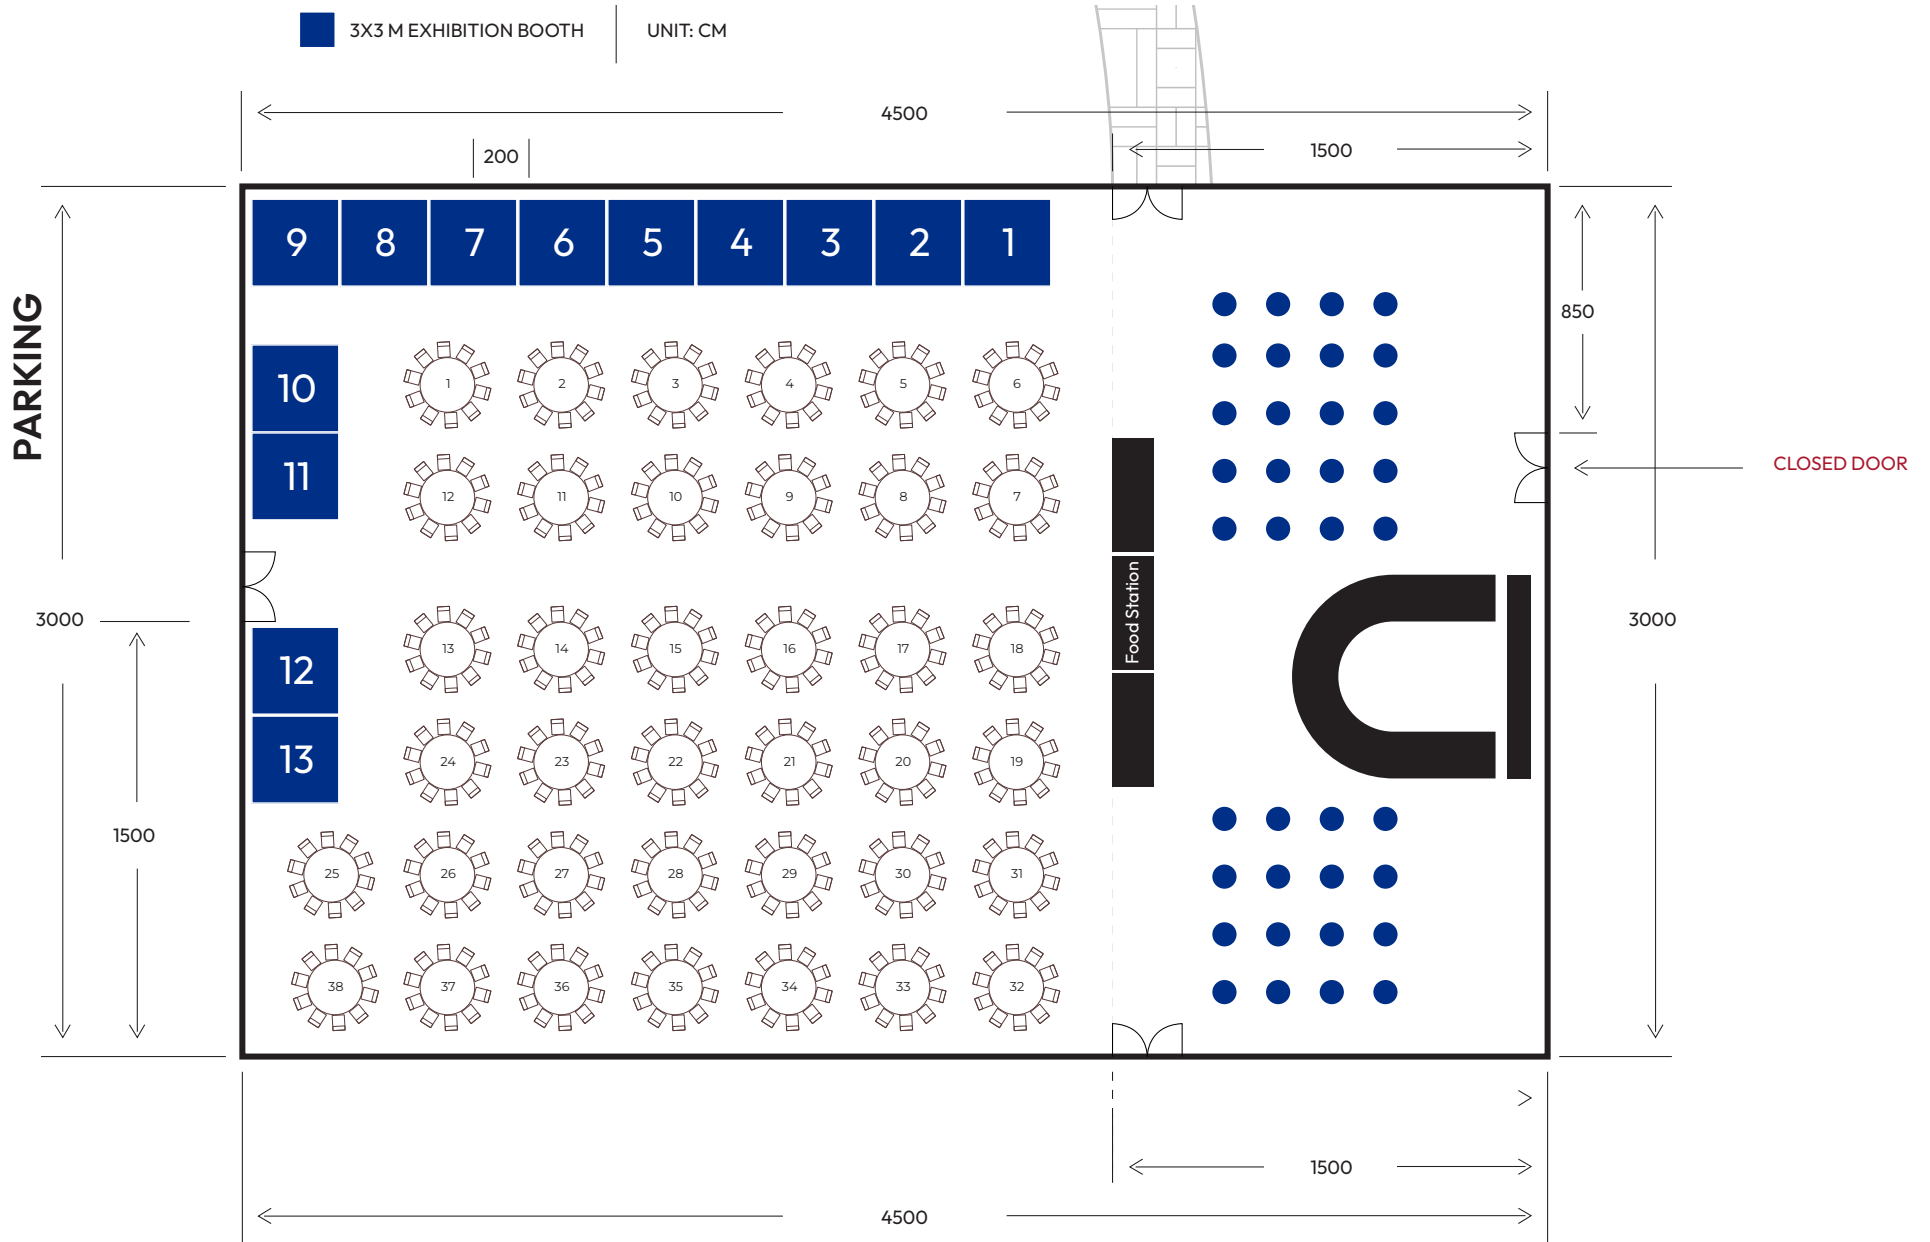 3X3 M EXHIBITION BOOTH
UNIT: CM
4500
200
1500
9 8 7 6 5 4 3 2 1
PARKING
850
10
1 2 3 4 5 6
CLOSED DOOR
11
12 11 10 9 8 7
Food Station
3000
3000
12
13 14 15 16 17 18
13
24 23 22 21 20 19
1500
25 26 27 28 29 30 31
38 37 36 35 34 33 32
1500
4500